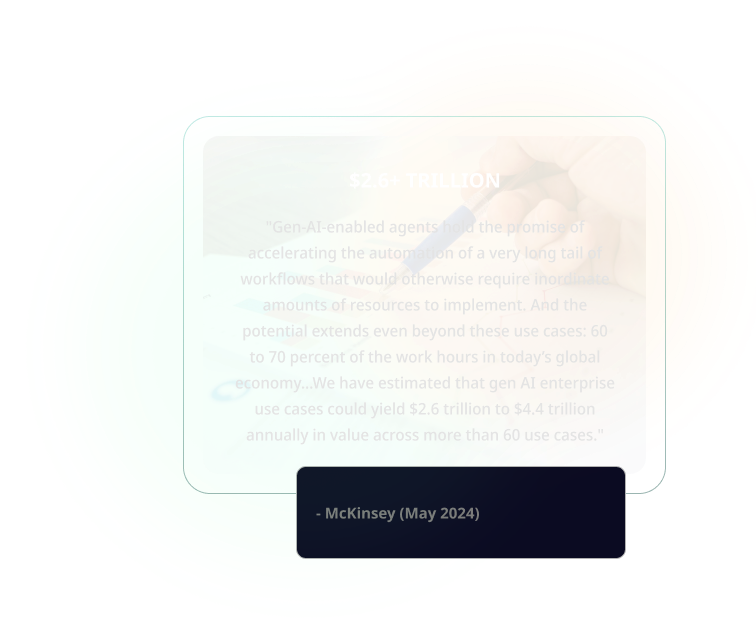 $2.6+ TRILLION
"Gen-AI-enabled agents hold the promise of
accelerating the automation of a very long tail of
workflows that would otherwise require inordinate
amounts of resources to implement. And the
potential extends even beyond these use cases: 60
to 70 percent of the work hours in today's global
economy...We have estimated that gen AI enterprise
use cases could yield $2.6 trillion to $4.4 trillion
annually in value across more than 60 use cases."
- McKinsey (May 2024)